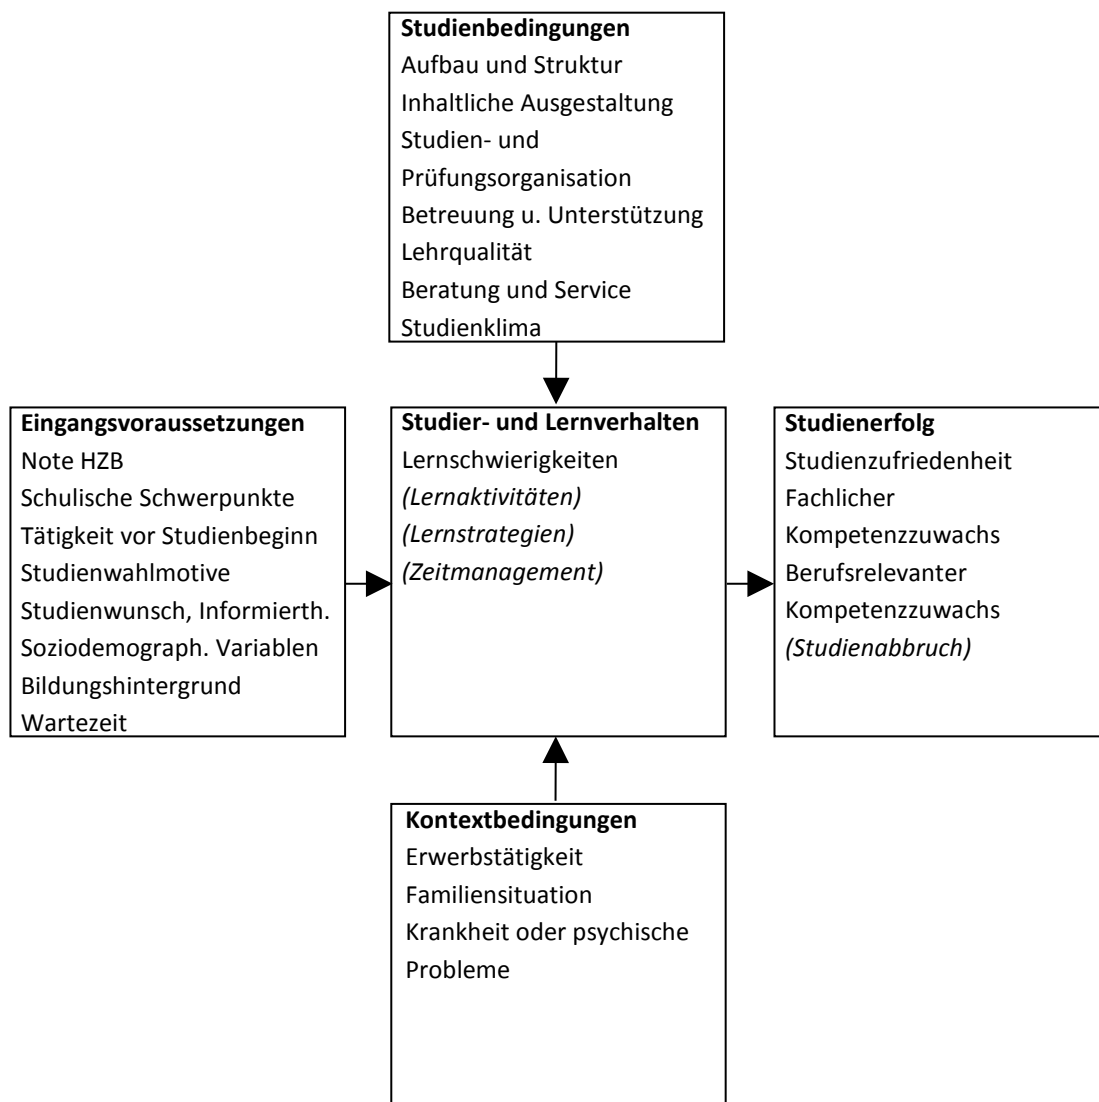 Studienbedingungen
Aufbau und Struktur
Inhaltliche Ausgestaltung
Studien- und
Prüfungsorganisation
Betreuung u. Unterstützung
Lehrqualität
Beratung und Service
Studienklima
Eingangsvoraussetzungen
Note HZB
Schulische Schwerpunkte
Tätigkeit vor Studienbeginn
Studienwahlmotive
Studienwunsch, Informierth.
Soziodemograph. Variablen
Bildungshintergrund
Wartezeit
Studier- und Lernverhalten
Lernschwierigkeiten
(Lernaktivitäten)
(Lernstrategien)
(Zeitmanagement)
Studienerfolg
Studienzufriedenheit
Fachlicher
Kompetenzzuwachs
Berufsrelevanter
Kompetenzzuwachs
(Studienabbruch)
Kontextbedingungen
Erwerbstätigkeit
Familiensituation
Krankheit oder psychische
Probleme